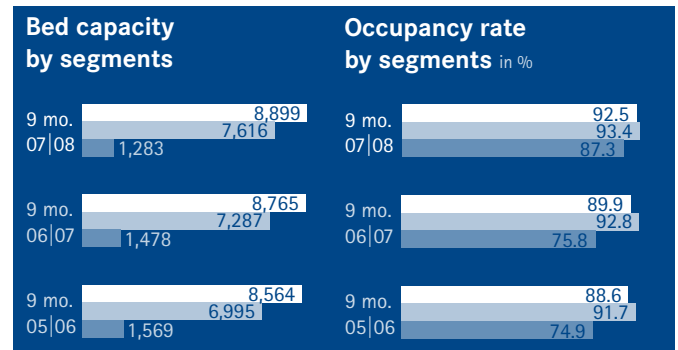 Bed capacity
by segments
9 mo.
07|08
8,899
7,616
1,283
9 mo.
06|07
8,765
7,287
1,478
9 mo.
05|06
8,564
6,995
1,569
Occupancy rate
by segments in %
9 mo.
07|08
92.5
93.4
87.3
9 mo.
06|07
89.9
92.8
75.8
9 mo.
05|06
88.6
91.7
74.9